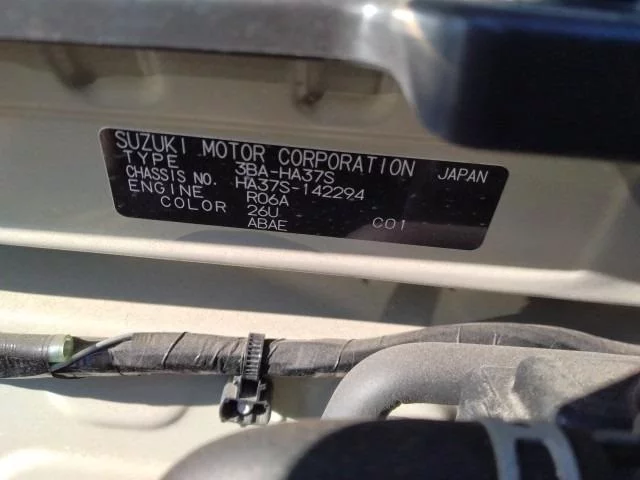 SUZUKI MOTOR CORPORATION JAPAN
TYPE 3BA-HA37S
CHASSIS NO. HA37S-142294
ENGINE R06A
COLOR 26U C01
ABAE